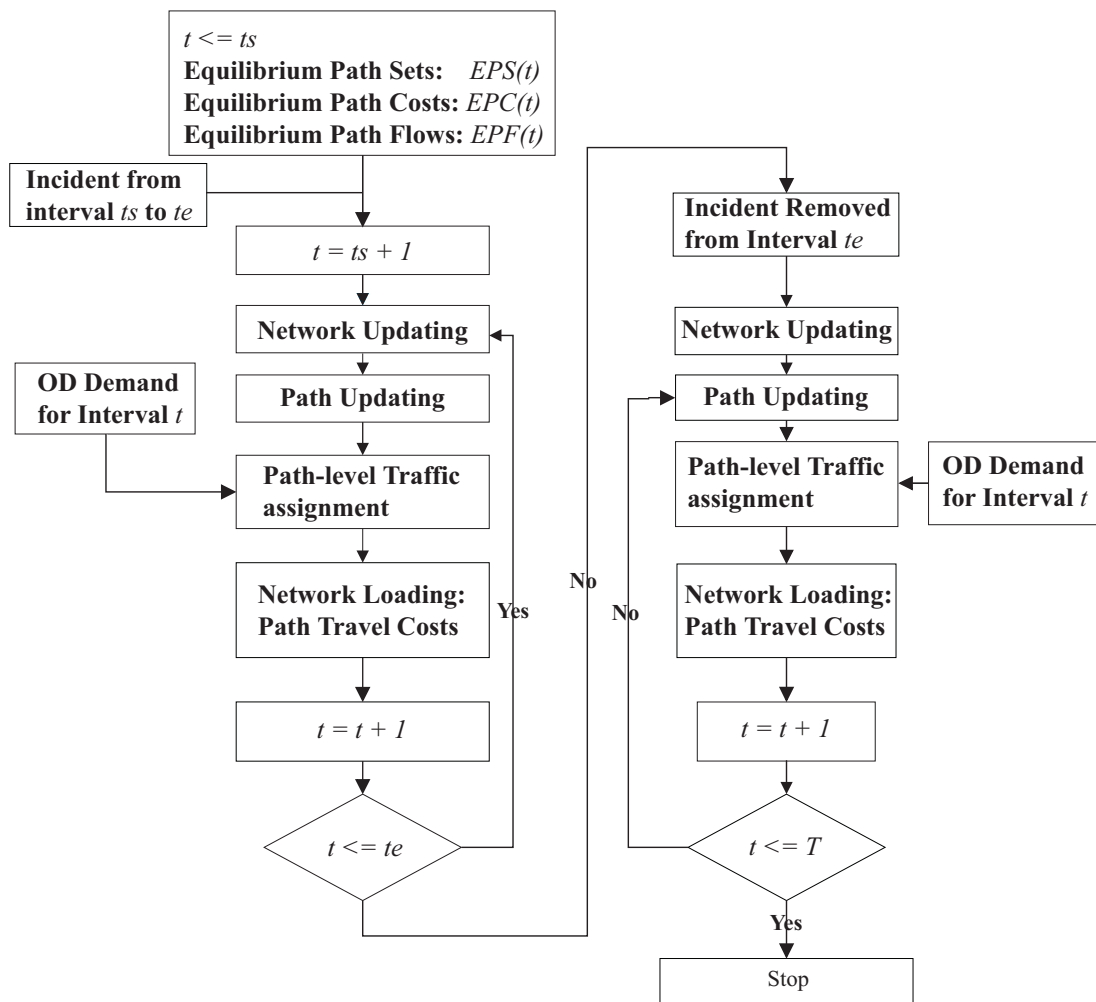 t <= ts
Equilibrium Path Sets: EPS(t)
Equilibrium Path Costs: EPC(t)
Equilibrium Path Flows: EPF(t)
Incident from
interval ts to te
t = ts + 1
Network Updating
Path Updating
OD Demand
for Interval t
Path-level Traffic
assignment
Network Loading:
Path Travel Costs
t = t + 1
t <= te
Yes
No
Incident Removed
from Interval te
Network Updating
Path Updating
Path-level Traffic
assignment
OD Demand
for Interval t
Network Loading:
Path Travel Costs
t = t + 1
t <= T
No
Yes
Stop